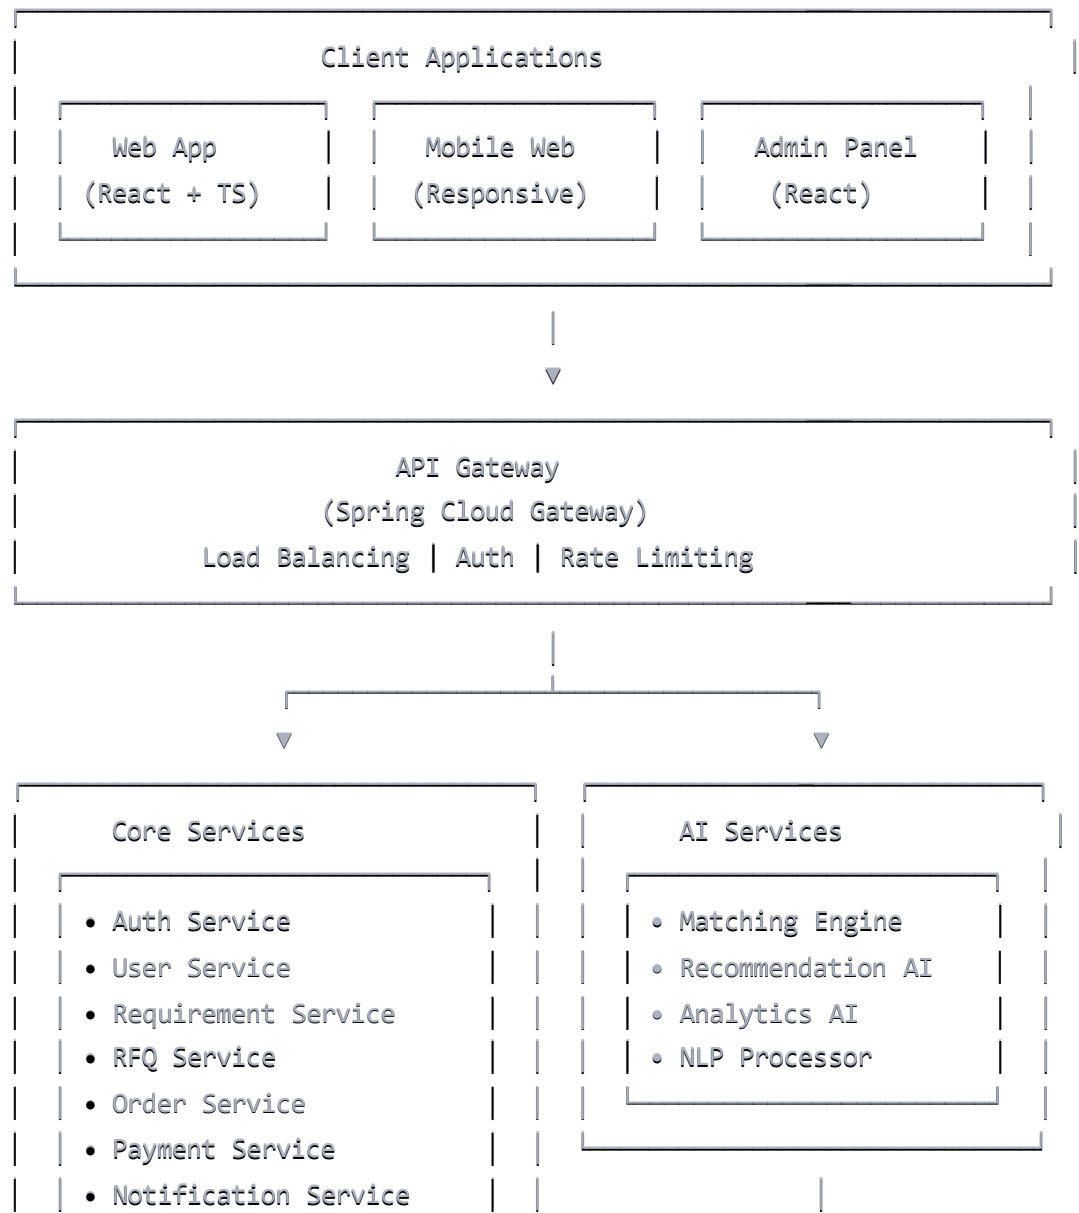 Client Applications
Web App
(React + TS)
Mobile Web
(Responsive)
Admin Panel
(React)
API Gateway
(Spring Cloud Gateway)
Load Balancing | Auth | Rate Limiting
Core Services
• Auth Service
• User Service
• Requirement Service
• RFQ Service
• Order Service
• Payment Service
• Notification Service
AI Services
• Matching Engine
• Recommendation AI
• Analytics AI
• NLP Processor